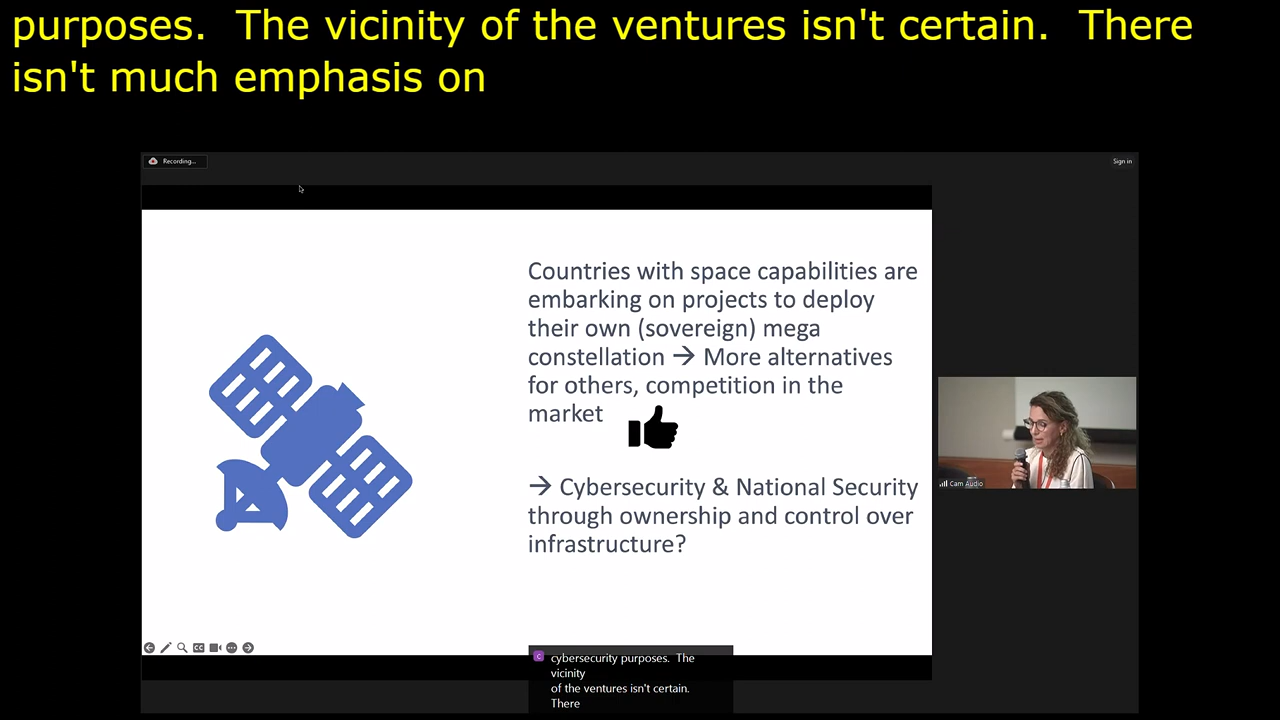 purposes.  The vicinity of the ventures isn't certain.  There
isn't much emphasis on
Recording...
Sign in
Countries with space capabilities are
embarking on projects to deploy
their own (sovereign) mega
constellation → More alternatives
for others, competition in the
market
→ Cybersecurity & National Security
through ownership and control over
infrastructure?
Cam Audio
CC
C
cybersecurity purposes.  The
vicinity
of the ventures isn't certain.
There